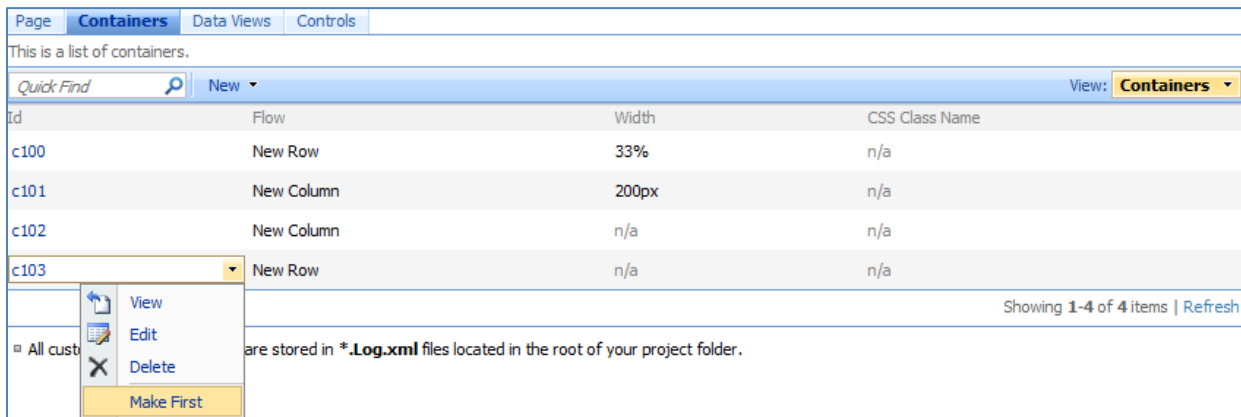 Page Containers Data Views Controls
This is a list of containers.
Quick Find New View: Containers
Id Flow Width CSS Class Name
c100 New Row 33% n/a
c101 New Column 200px n/a
c102 New Column n/a n/a
c103 New Row n/a n/a
Showing 1-4 of 4 items | Refresh
View
Edit
All are stored in *.Log.xml files located in the root of your project folder.
Delete
Make First